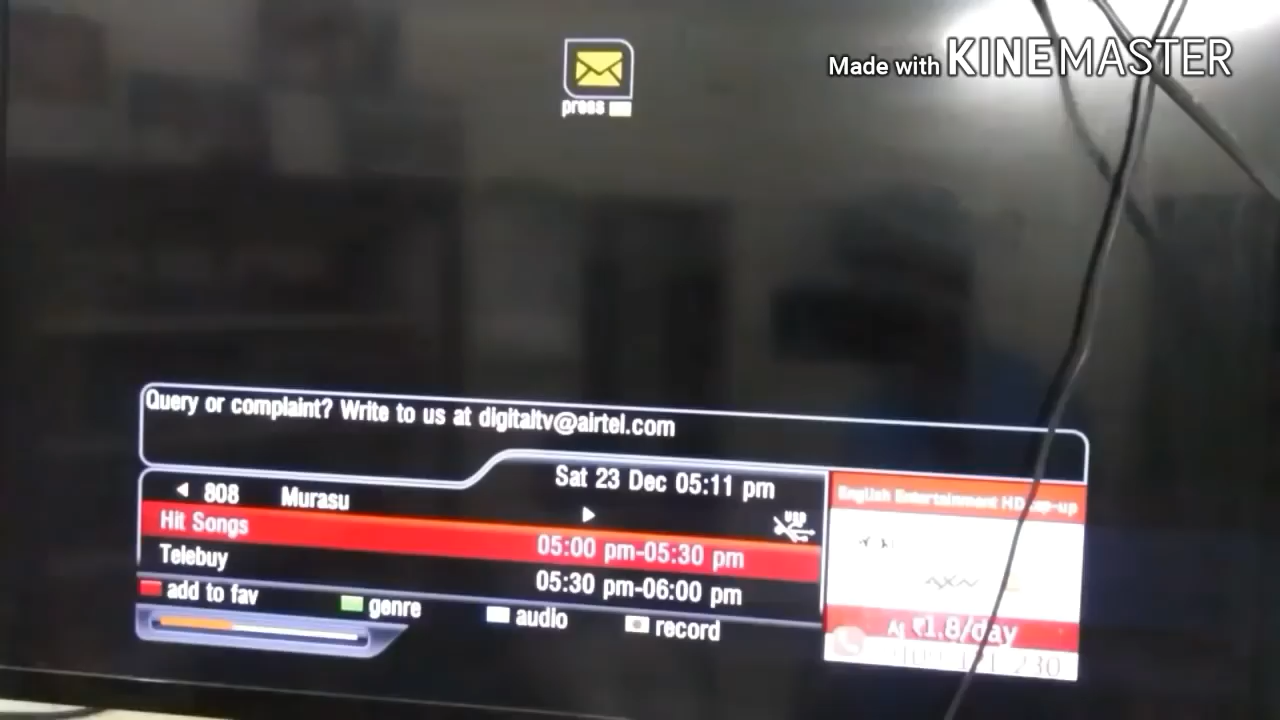 Made with KINEMASTER
press
Query or complaint? Write to us at digitaltv@airtel.com
Sat 23 Dec 05:11 pm
808 Murasu
USB
Hit Songs 05:00 pm-05:30 pm
Telebuy 05:30 pm-06:00 pm
add to fav genre audio record
English Entertainment HD
AXN
₹1.8/day